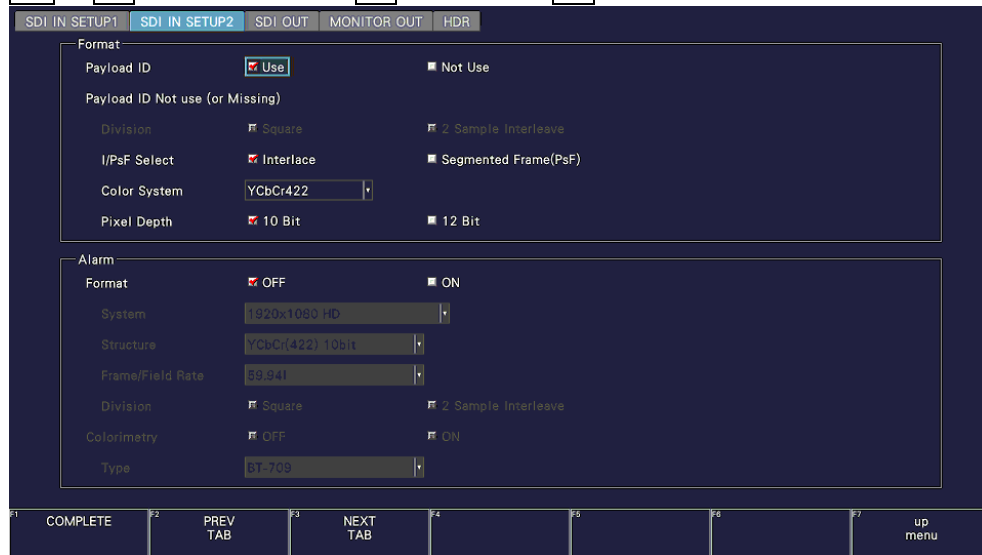 SDI IN SETUP1 SDI IN SETUP2 SDI OUT MONITOR OUT HDR
Format
Payload ID Use Not Use
Payload ID Not use (or Missing)
Division Square 2 Sample Interleave
I/PsF Select Interlace Segmented Frame(PsF)
Color System YCbCr422
Pixel Depth 10 Bit 12 Bit
Alarm
Format OFF ON
System 1920x1080 HD
Structure YCbCr(422) 10bit
Frame/Field Rate 59.94I
Division Square 2 Sample Interleave
Colorimetry OFF ON
Type BT-709
F1 COMPLETE F2 PREV TAB F3 NEXT TAB F4 F5 F6 F7 up menu